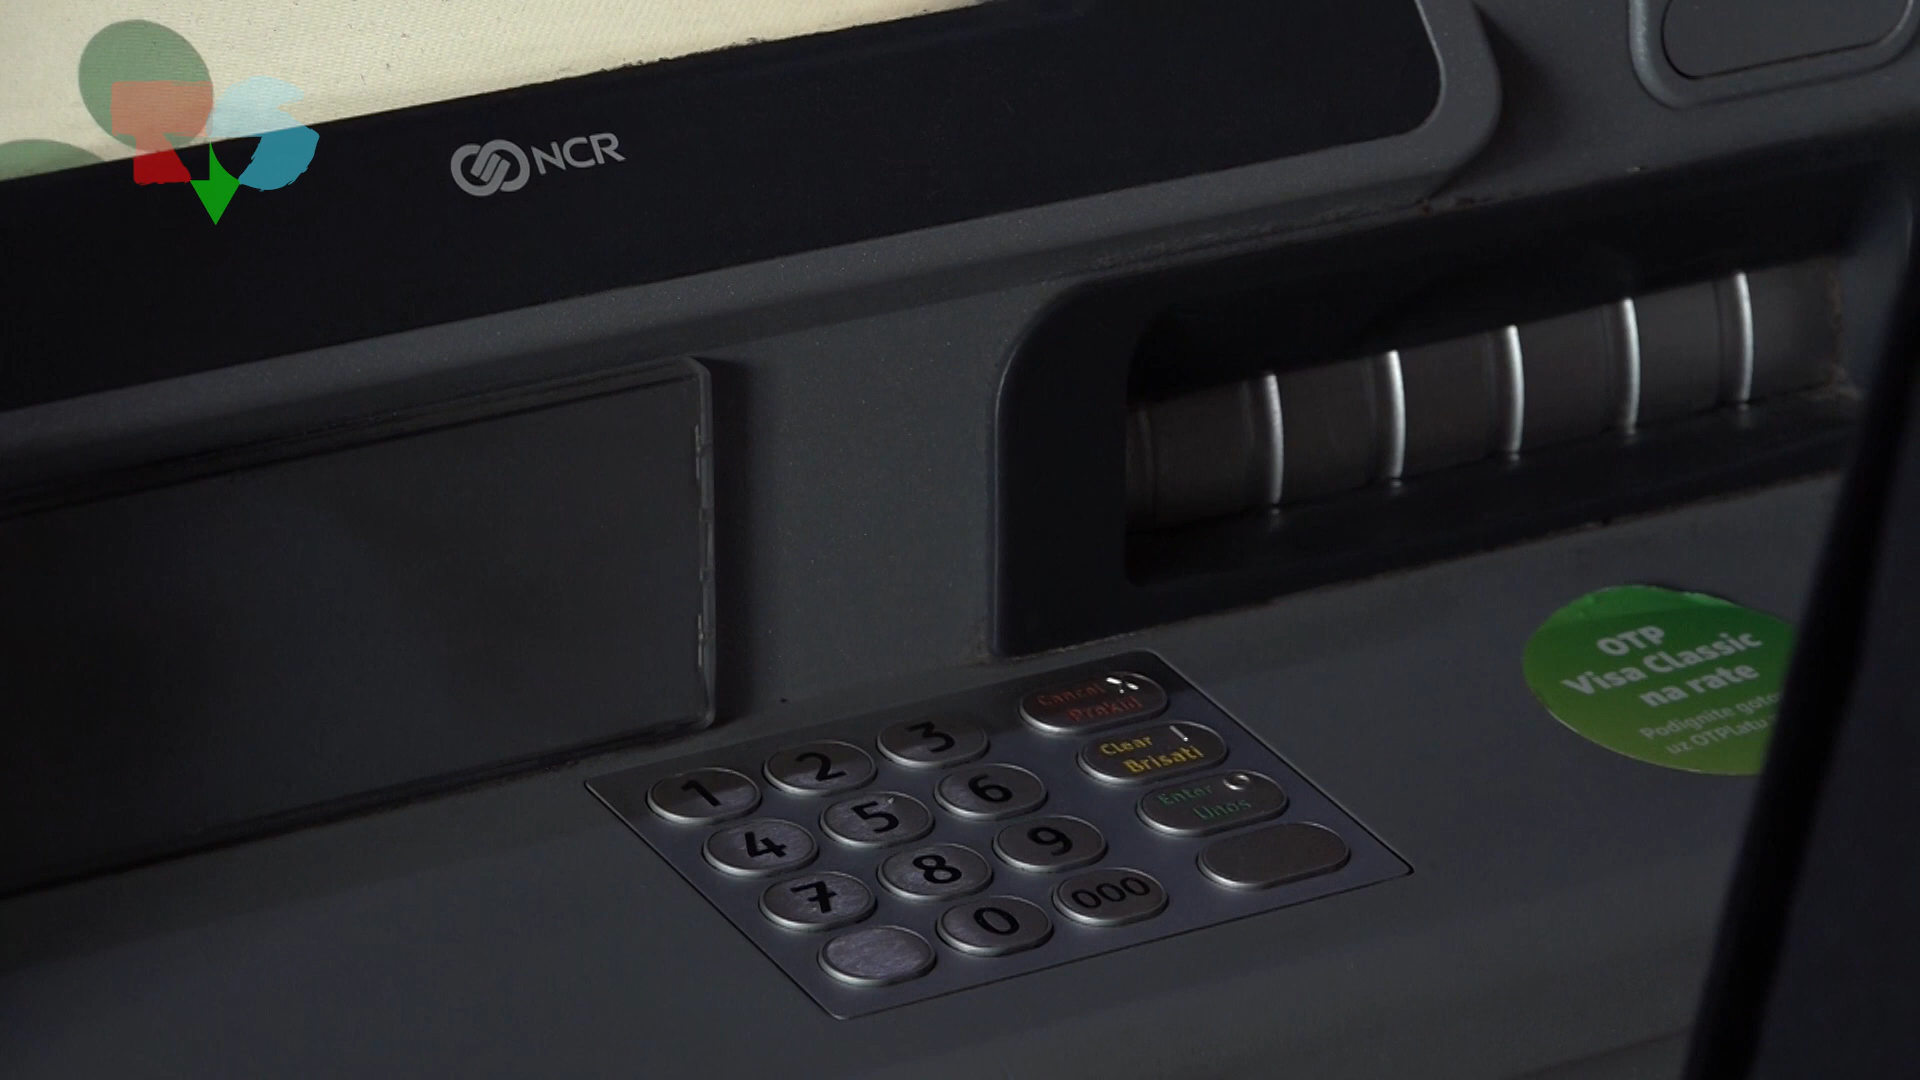 NCR
OTP
Visa Classic
na rate
Podignite goto
uz OTPlatu
Cancel
Prekid
Clear
Brisati
Enter
Unos
1 2 3
4 5 6
7 8 9
0 000